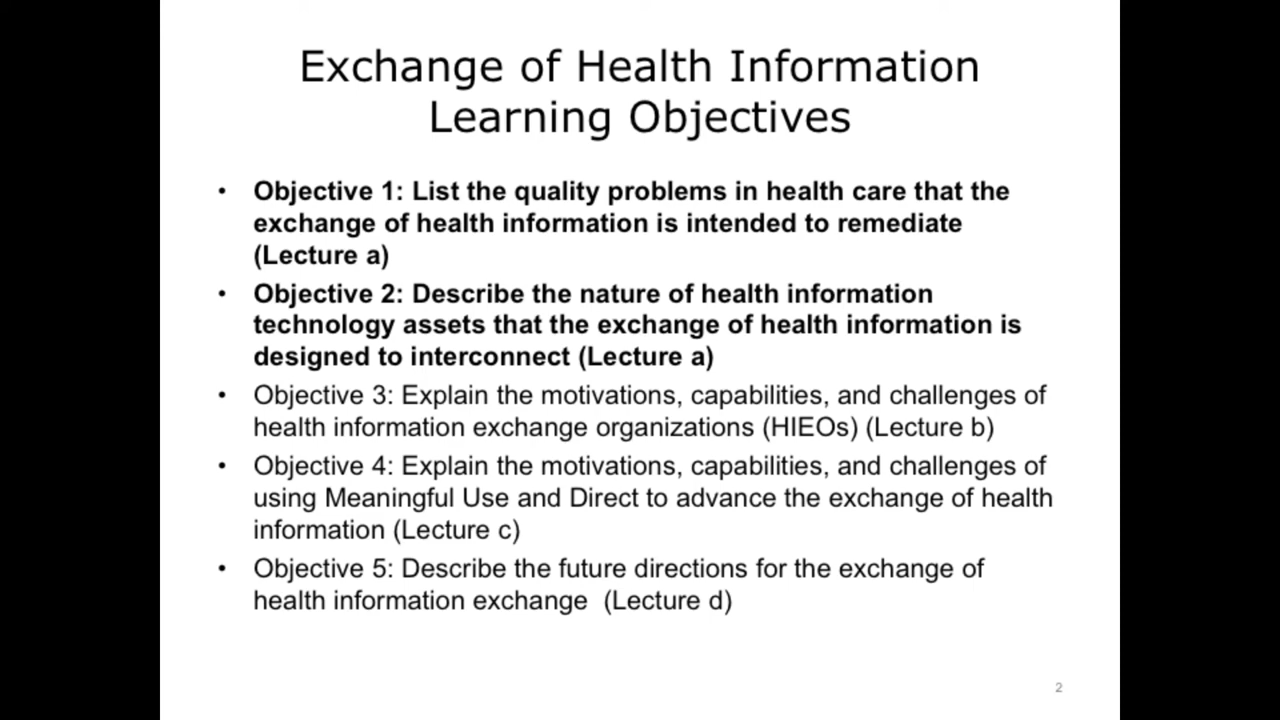 Exchange of Health Information
Learning Objectives
• Objective 1: List the quality problems in health care that the
exchange of health information is intended to remediate
(Lecture a)
• Objective 2: Describe the nature of health information
technology assets that the exchange of health information is
designed to interconnect (Lecture a)
• Objective 3: Explain the motivations, capabilities, and challenges of
health information exchange organizations (HIEOs) (Lecture b)
• Objective 4: Explain the motivations, capabilities, and challenges of
using Meaningful Use and Direct to advance the exchange of health
information (Lecture c)
• Objective 5: Describe the future directions for the exchange of
health information exchange  (Lecture d)
2